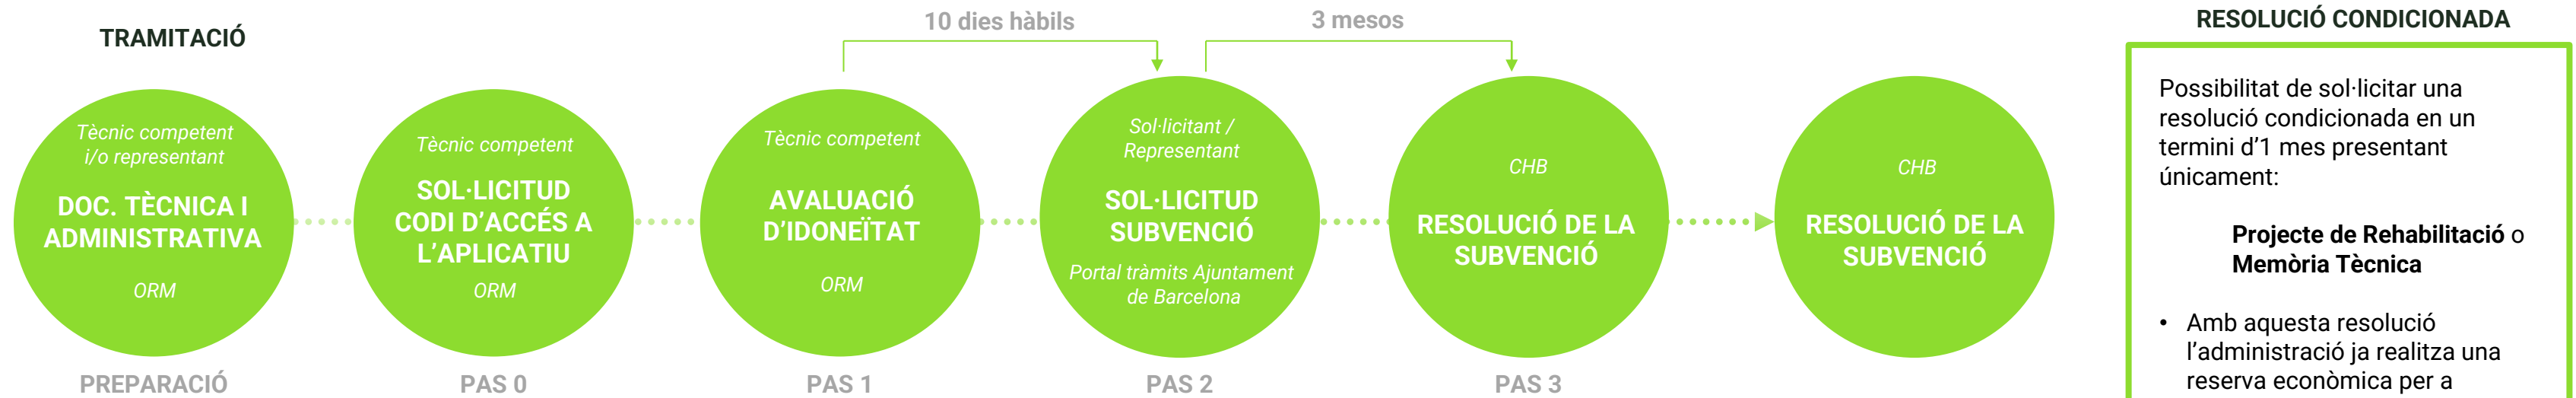 TRAMITACIÓ
10 dies hàbils
3 mesos
Tècnic competent
i/o representant
DOC. TÈCNICA I
ADMINISTRATIVA
ORM
PREPARACIÓ
Tècnic competent
SOL·LICITUD
CODI D’ACCÉS A
L’APLICATIU
ORM
PAS 0
Tècnic competent
AVALUACIÓ
D’IDONEÏTAT
ORM
PAS 1
Sol·licitant /
Representant
SOL·LICITUD
SUBVENCIÓ
Portal tràmits Ajuntament
de Barcelona
PAS 2
CHB
RESOLUCIÓ DE LA
SUBVENCIÓ
PAS 3
CHB
RESOLUCIÓ DE LA
SUBVENCIÓ
RESOLUCIÓ CONDICIONADA
Possibilitat de sol·licitar una
resolució condicionada en un
termini d’1 mes presentant
únicament:
Projecte de Rehabilitació o
Memòria Tècnica
• Amb aquesta resolució
l’administració ja realitza una
reserva econòmica per a